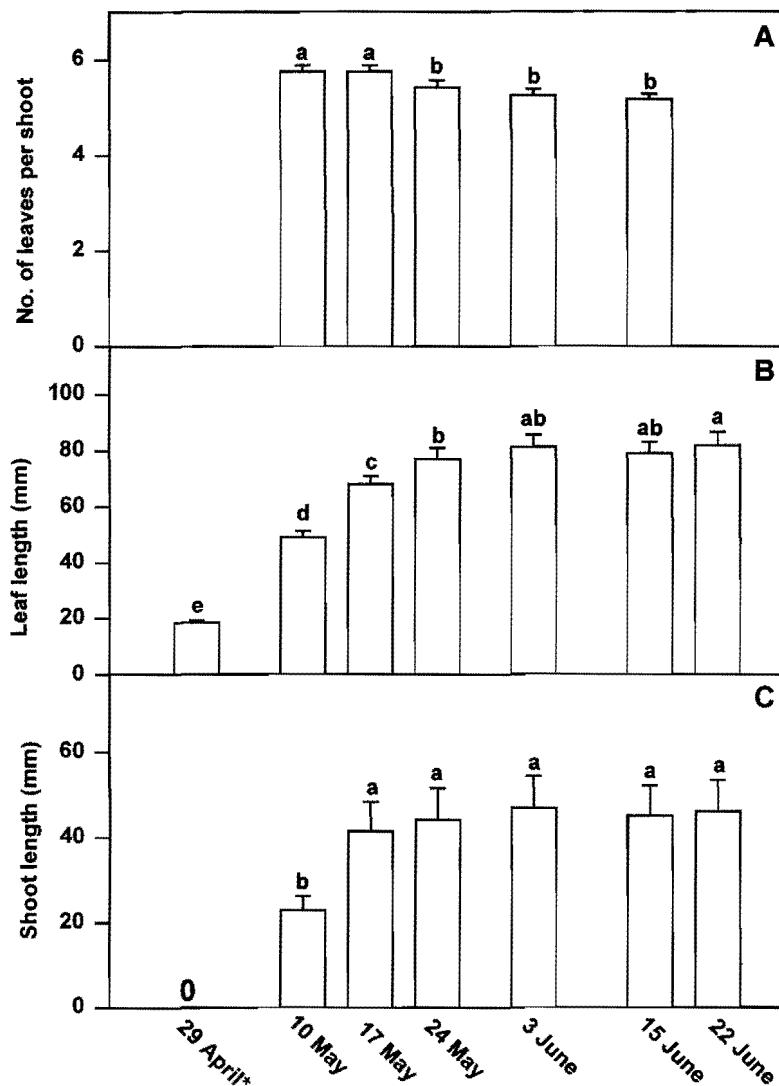 A
No. of leaves per shoot
6
4
2
0
a a b b b
B
Leaf length (mm)
100
80
60
40
20
0
e d c b ab ab a
C
Shoot length (mm)
60
40
20
0
0 b a a a a a
29 April* 10 May 17 May 24 May 3 June 15 June 22 June